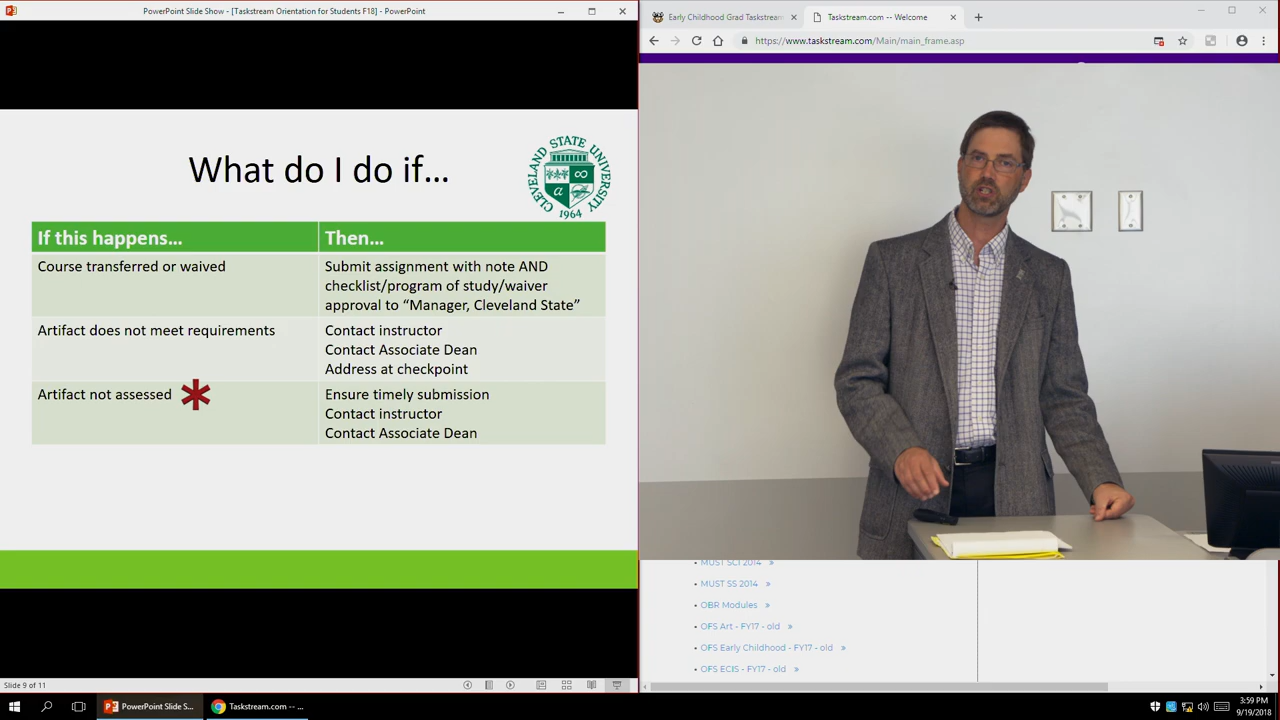 PowerPoint Slide Show - [Taskstream Orientation for Students F18] - PowerPoint
Early Childhood Grad Taskstream
Taskstream.com -- Welcome
https://www.taskstream.com/Main/main_frame.asp
What do I do if…
CLEVELAND STATE UNIVERSITY
1964
If this happens…
Then…
Course transferred or waived
Submit assignment with note AND
checklist/program of study/waiver
approval to “Manager, Cleveland State”
Artifact does not meet requirements
Contact instructor
Contact Associate Dean
Address at checkpoint
Artifact not assessed *
Ensure timely submission
Contact instructor
Contact Associate Dean
• MUST SCI 2014 »
• MUST SS 2014 »
• OBR Modules »
• OFS Art - FY17 - old »
• OFS Early Childhood - FY17 - old »
• OFS ECIS - FY17 - old »
Slide 9 of 11
PowerPoint Slide S...
Taskstream.com -- ...
3:59 PM
9/19/2018